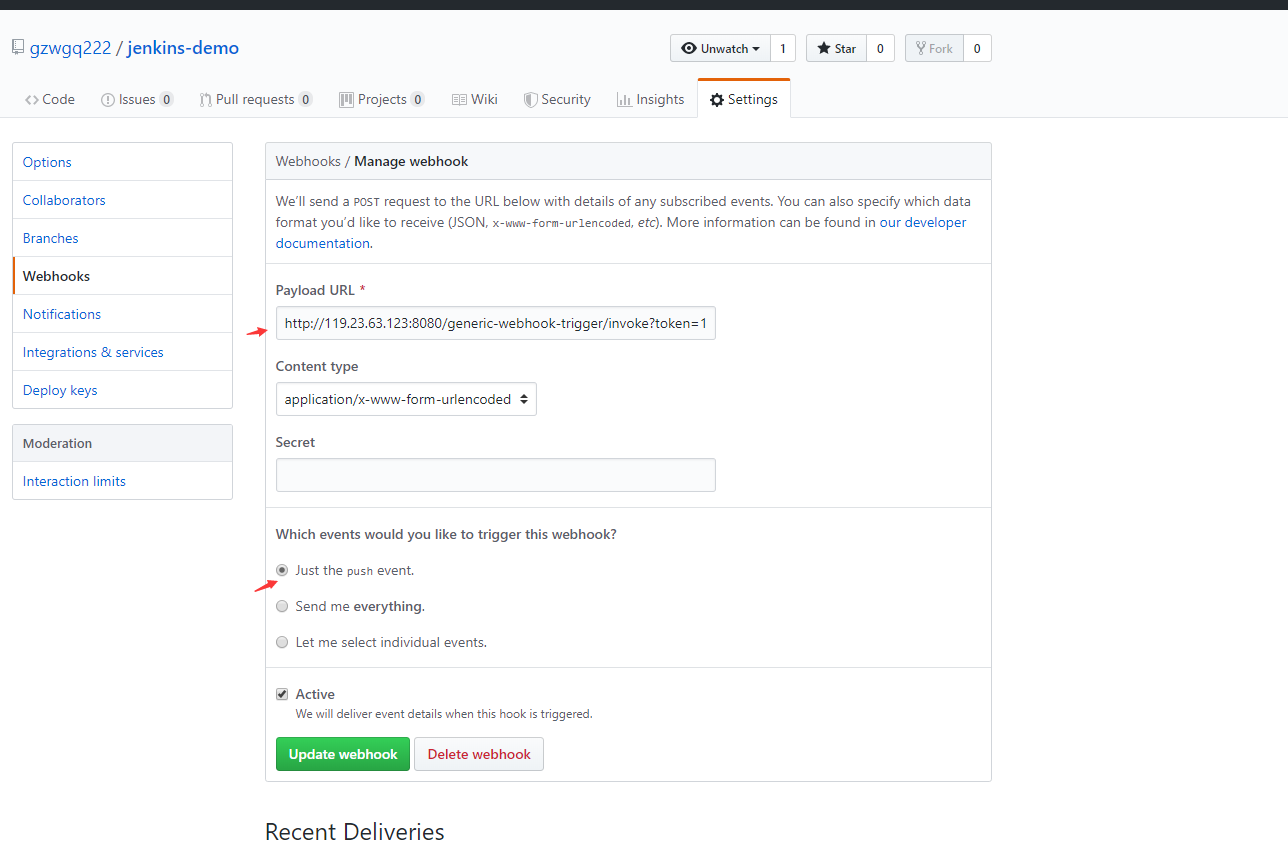 gzwgq222 / jenkins-demo
Unwatch 1 Star 0 Fork 0
Code Issues 0 Pull requests 0 Projects 0 Wiki Security Insights Settings
Options
Collaborators
Branches
Webhooks
Notifications
Integrations & services
Deploy keys
Moderation
Interaction limits
Webhooks / Manage webhook
We'll send a POST request to the URL below with details of any subscribed events. You can also specify which data
format you'd like to receive (JSON, x-www-form-urlencoded, etc). More information can be found in our developer
documentation.
Payload URL *
http://119.23.63.123:8080/generic-webhook-trigger/invoke?token=1
Content type
application/x-www-form-urlencoded
Secret
Which events would you like to trigger this webhook?
Just the push event.
Send me everything.
Let me select individual events.
Active
We will deliver event details when this hook is triggered.
Update webhook Delete webhook
Recent Deliveries